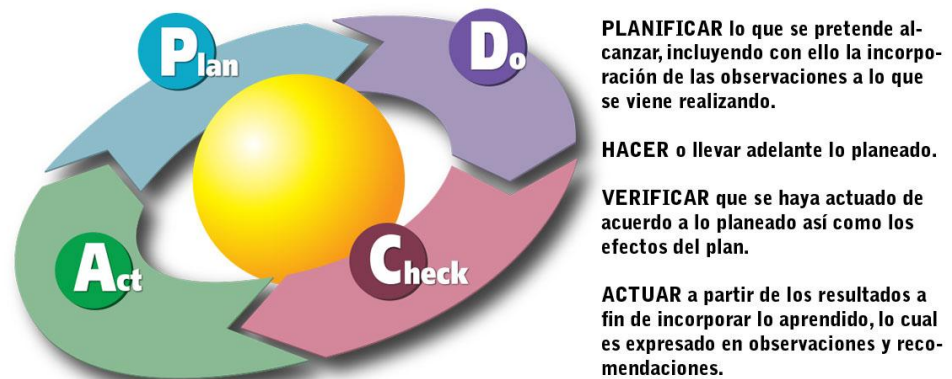 Plan
Do
Check
Act
PLANIFICAR lo que se pretende al-
canzar, incluyendo con ello la incorpo-
ración de las observaciones a lo que
se viene realizando.
HACER o llevar adelante lo planeado.
VERIFICAR que se haya actuado de
acuerdo a lo planeado así como los
efectos del plan.
ACTUAR a partir de los resultados a
fin de incorporar lo aprendido, lo cual
es expresado en observaciones y reco-
mendaciones.